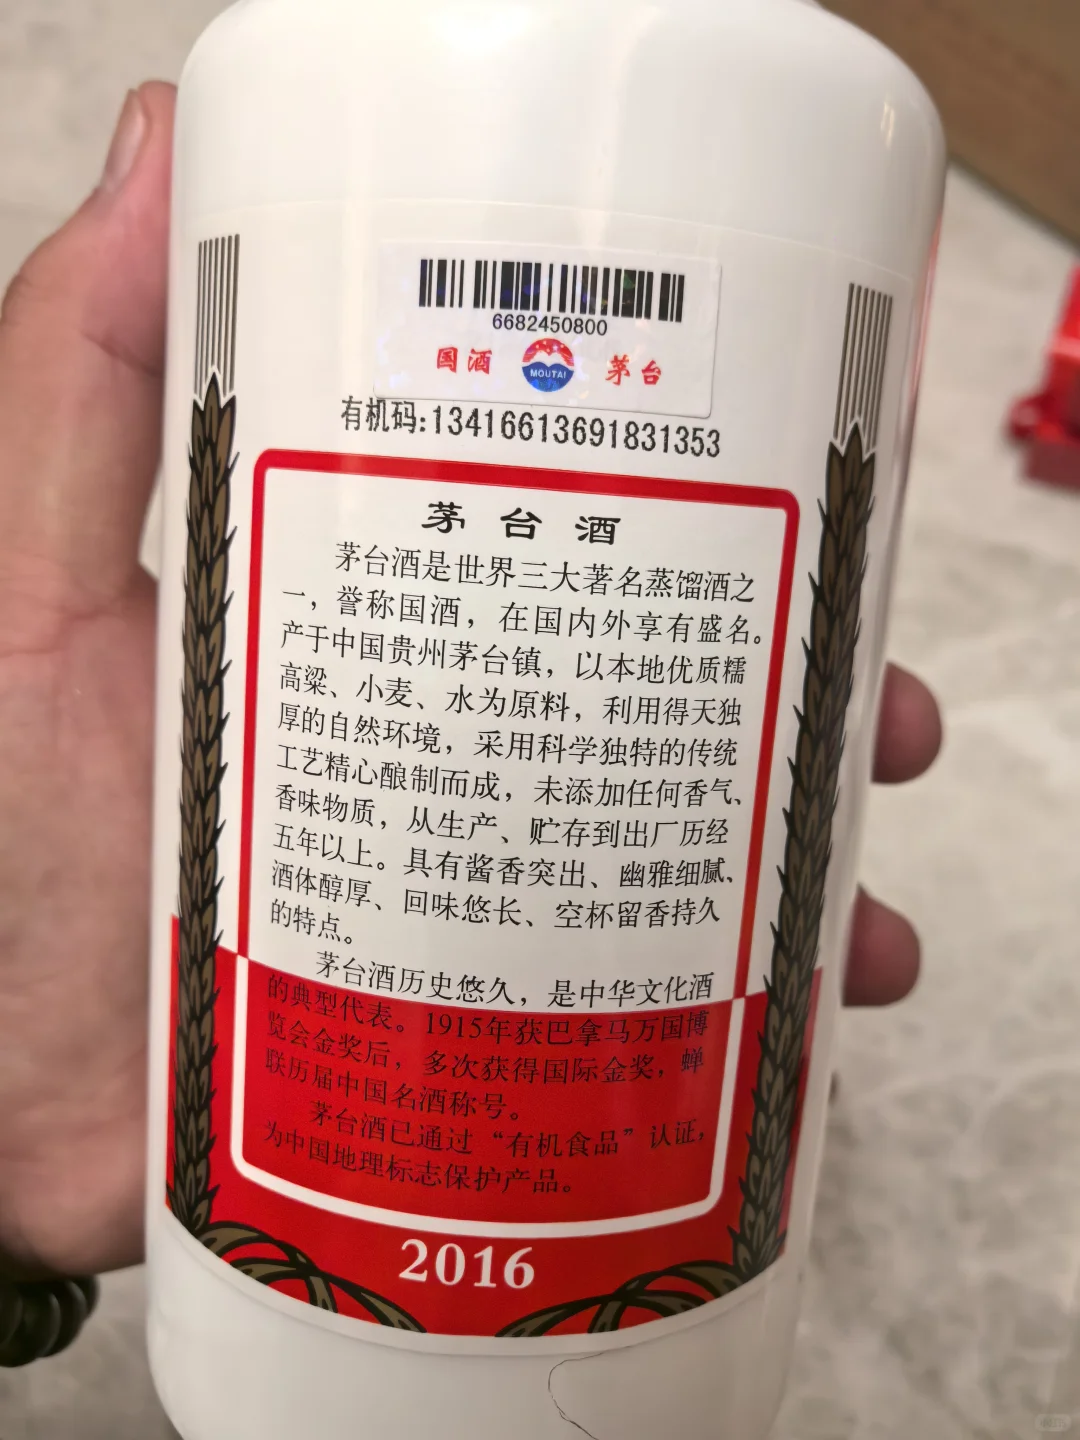 6682450800
国酒 MOUTAI 茅台
有机码:13416613691831353
茅台酒
茅台酒是世界三大著名蒸馏酒之
一，誉称国酒，在国内外享有盛名。
产于中国贵州茅台镇，以本地优质糯
高粱、小麦、水为原料，利用得天独
厚的自然环境，采用科学独特的传统
工艺精心酿制而成，未添加任何香气、
香味物质，从生产、贮存到出厂历经
五年以上。具有酱香突出、幽雅细腻、
酒体醇厚、回味悠长、空杯留香持久
的特点。
茅台酒历史悠久，是中华文化酒
的典型代表。1915年获巴拿马万国博
览会金奖后，多次获得国际金奖，蝉
联历届中国名酒称号。
茅台酒已通过“有机食品”认证，
为中国地理标志保护产品。
2016